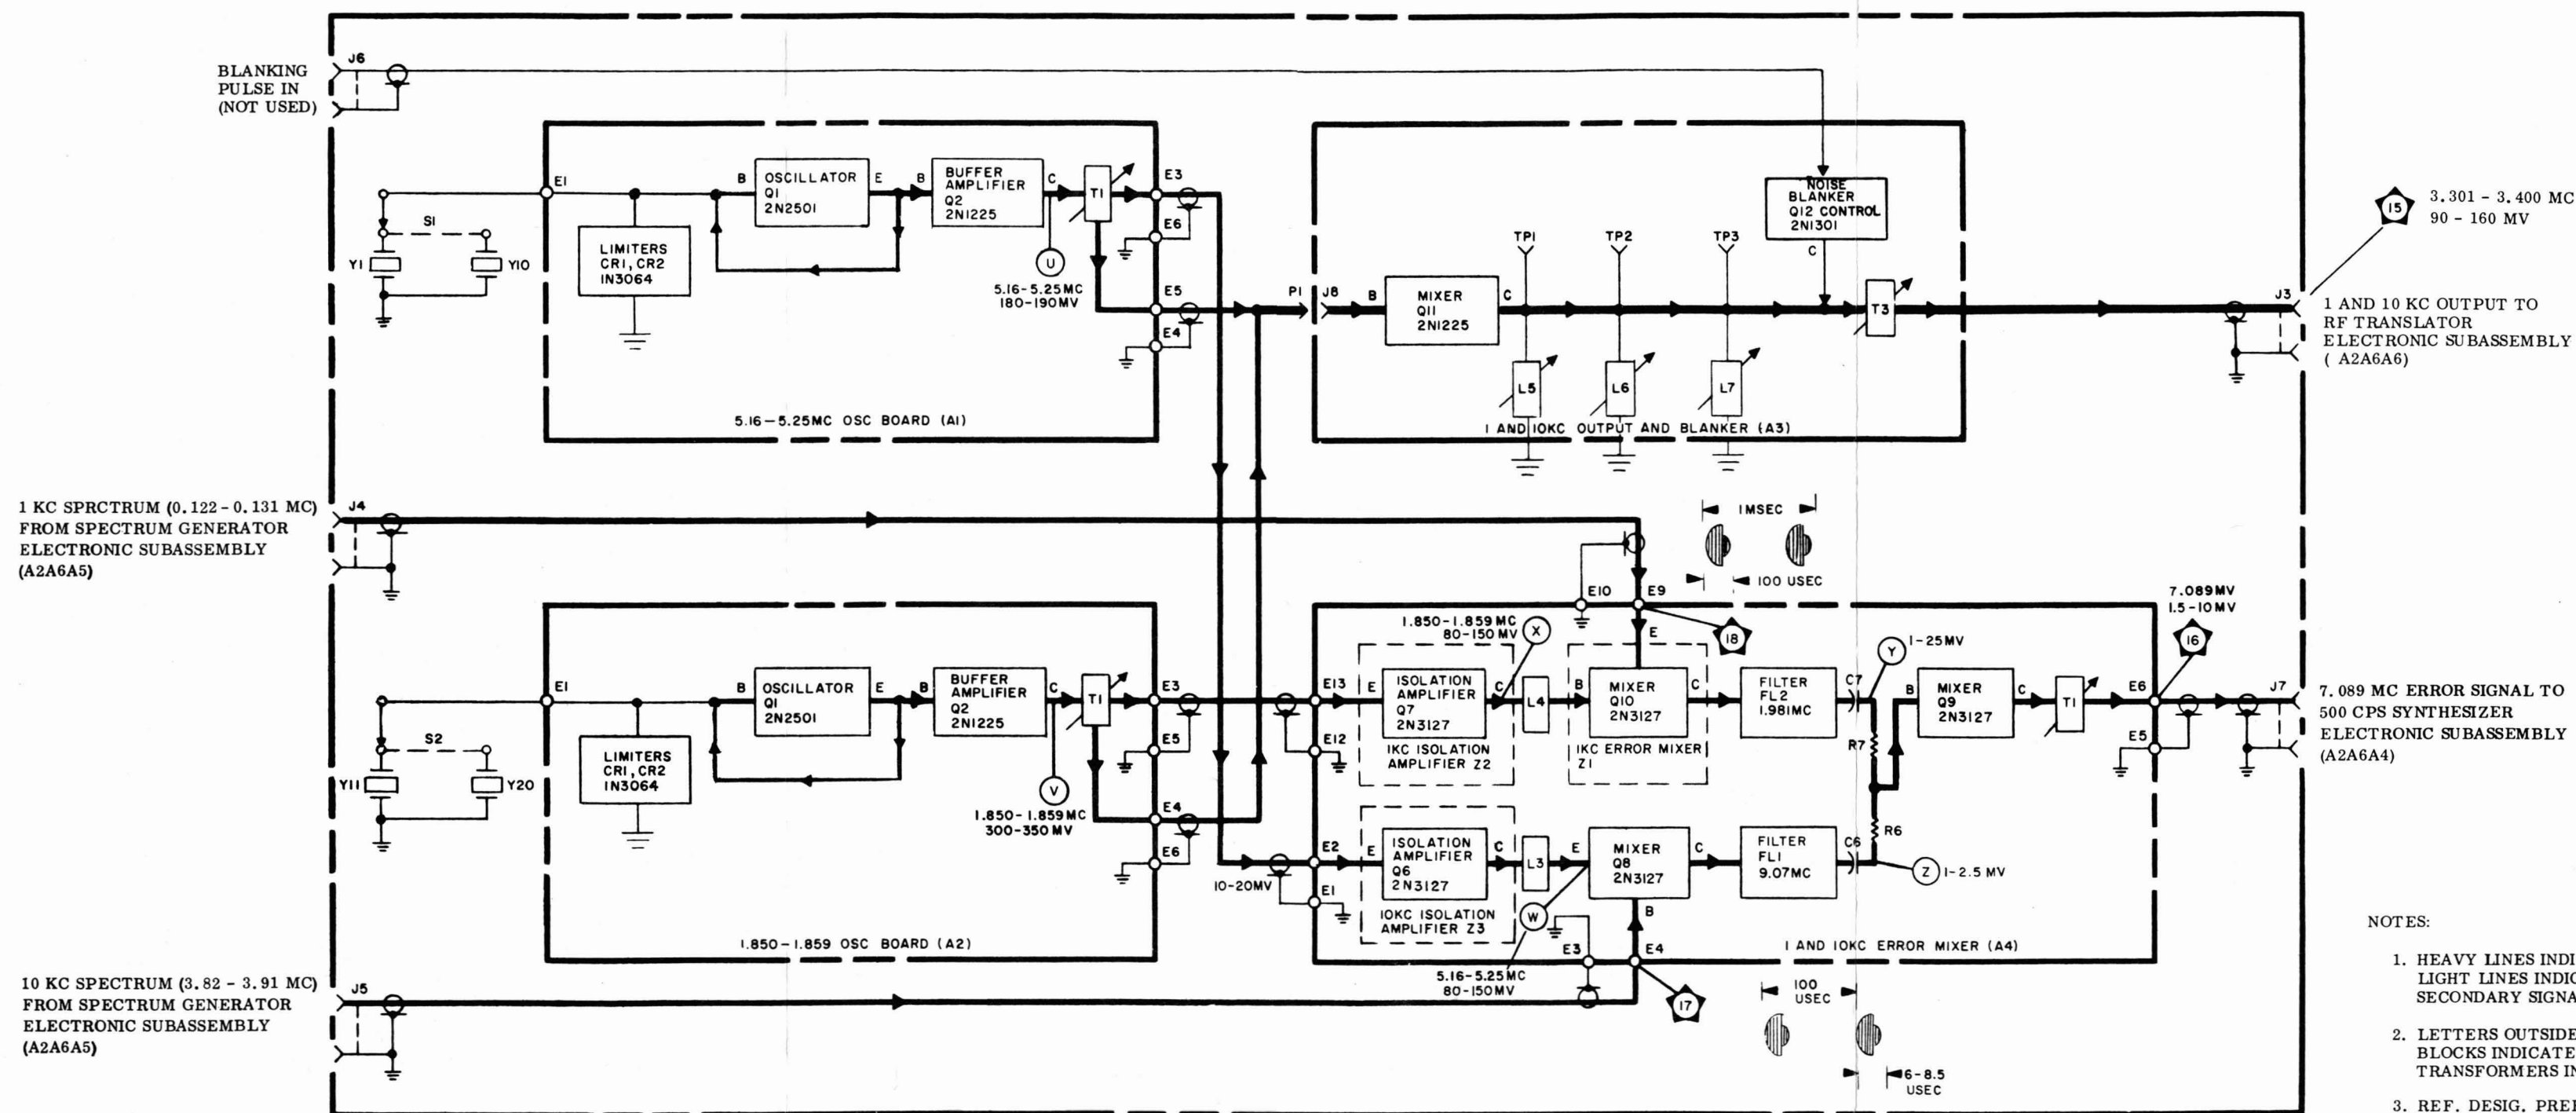 J6
BLANKING
PULSE IN
(NOT USED)
E1
B
OSCILLATOR
Q1
2N2501
E
B
BUFFER
AMPLIFIER
Q2
2N1225
C
T1
E3
E6
E5
E4
S1
Y1
Y10
LIMITERS
CR1, CR2
IN3064
U
5.16-5.25MC
180-190MV
5.16-5.25MC OSC BOARD (A1)
P1
J8
B
MIXER
Q11
2N1225
C
TP1
TP2
TP3
NOISE
BLANKER
Q12 CONTROL
2N1301
C
T3
L5
L6
L7
1 AND 10KC OUTPUT AND BLANKER (A3)
15
3.301 - 3.400 MC
90 - 160 MV
J3
1 AND 10 KC OUTPUT TO
RF TRANSLATOR
ELECTRONIC SUBASSEMBLY
( A2A6A6)
1 KC SPRCTRUM (0.122 - 0.131 MC)
FROM SPECTRUM GENERATOR
ELECTRONIC SUBASSEMBLY
(A2A6A5)
J4
1MSEC
100 USEC
E10
E9
18
E
E1
B
OSCILLATOR
Q1
2N2501
E
B
BUFFER
AMPLIFIER
Q2
2N1225
C
T1
E3
E5
E4
E6
S2
Y11
Y20
LIMITERS
CR1, CR2
1N3064
V
1.850-1.859MC
300-350 MV
1.850-1.859 OSC BOARD (A2)
1.850-1.859 MC
80-150 MV
X
E13
E
ISOLATION
AMPLIFIER
Q7
2N3127
C
1KC ISOLATION
AMPLIFIER Z2
E12
L4
B
MIXER
Q10
2N3127
C
1KC ERROR MIXER
Z1
FILTER
FL2
1.981MC
C7
Y
1-25MV
R7
B
MIXER
Q9
2N3127
C
T1
E6
E5
7.089MV
1.5-10MV
16
J7
7.089 MC ERROR SIGNAL TO
500 CPS SYNTHESIZER
ELECTRONIC SUBASSEMBLY
(A2A6A4)
10-20MV
E2
E1
E
ISOLATION
AMPLIFIER
Q6
2N3127
C
10KC ISOLATION
AMPLIFIER Z3
L3
E
MIXER
Q8
2N3127
C
B
FILTER
FL1
9.07MC
C6
R6
Z
1-2.5 MV
W
5.16-5.25MC
80-150MV
E3
E4
17
1 AND 10KC ERROR MIXER (A4)
100
USEC
6-8.5
USEC
10 KC SPECTRUM (3.82 - 3.91 MC)
FROM SPECTRUM GENERATOR
ELECTRONIC SUBASSEMBLY
(A2A6A5)
J5
NOTES:
1. HEAVY LINES INDI
LIGHT LINES INDIC
SECONDARY SIGNA
2. LETTERS OUTSIDE
BLOCKS INDICATE
TRANSFORMERS IN
3. REF. DESIG. PREI